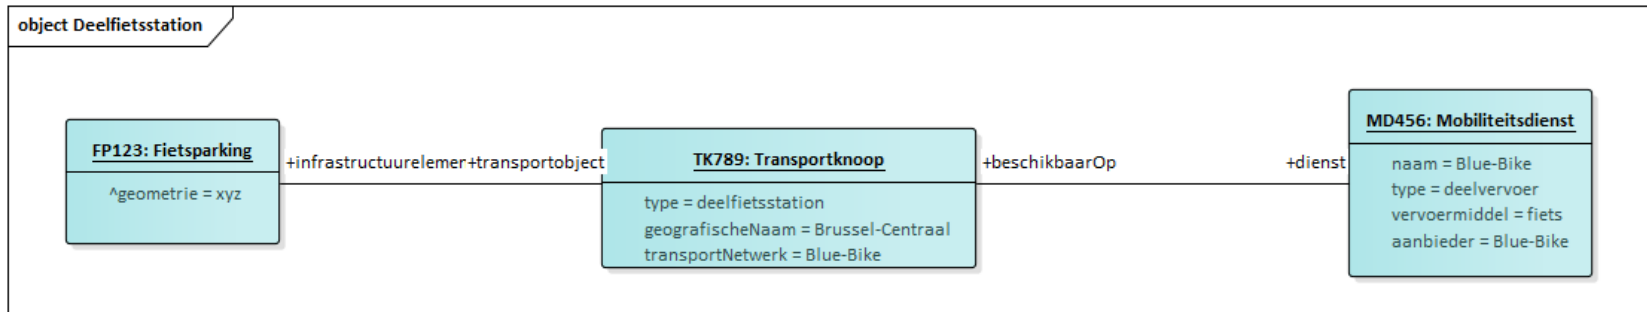 object Deelfietsstation
FP123: Fietsparking
^geometrie = xyz
+infrastructuurelemer
+transportobject
TK789: Transportknoop
type = deelfietsstation
geografischeNaam = Brussel-Centraal
transportNetwerk = Blue-Bike
+beschikbaarOp
+dienst
MD456: Mobiliteitsdienst
naam = Blue-Bike
type = deelvervoer
vervoermiddel = fiets
aanbieder = Blue-Bike